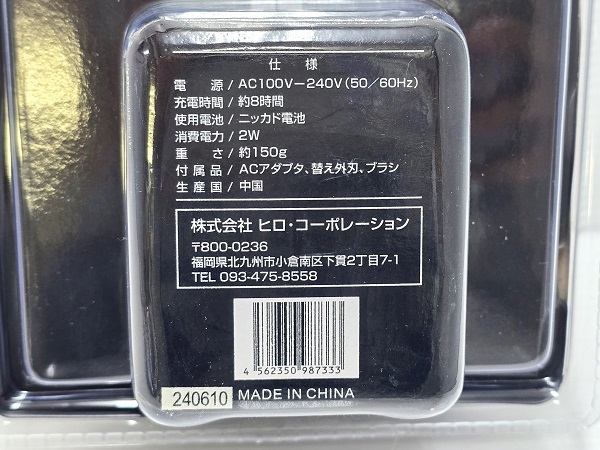 仕様
電源/AC100V－240V(50／60Hz)
充電時間/約8時間
使用電池/ニッカド電池
消費電力/2W
重さ/約150g
付属品/ACアダプタ、替え外刃、ブラシ
生産国/中国
株式会社 ヒロ・コーポレーション
〒800-0236
福岡県北九州市小倉南区下貫2丁目7-1
TEL 093-475-8558
4 562350 987333
240610 MADE IN CHINA